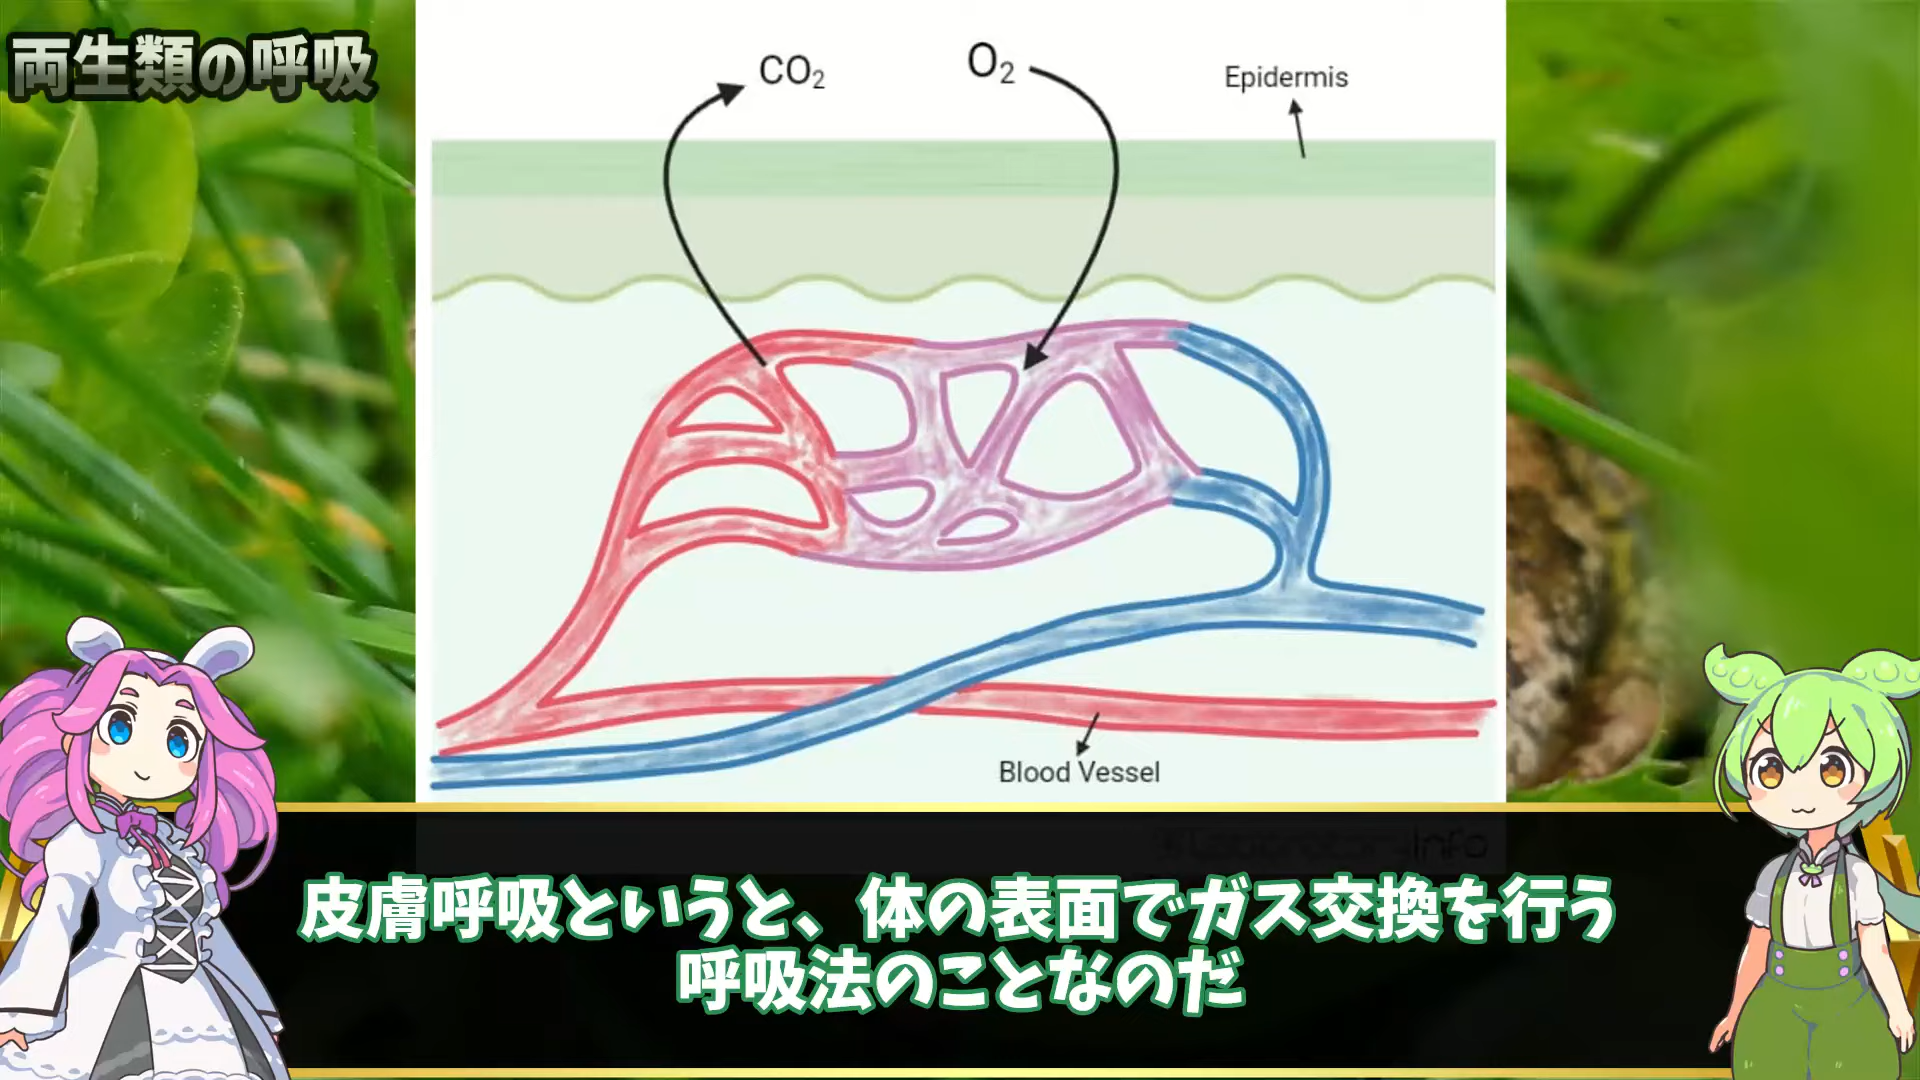 両生類の呼吸
CO₂
O₂
Epidermis
Blood Vessel
皮膚呼吸というと、体の表面でガス交換を行う
呼吸法のことなのだ